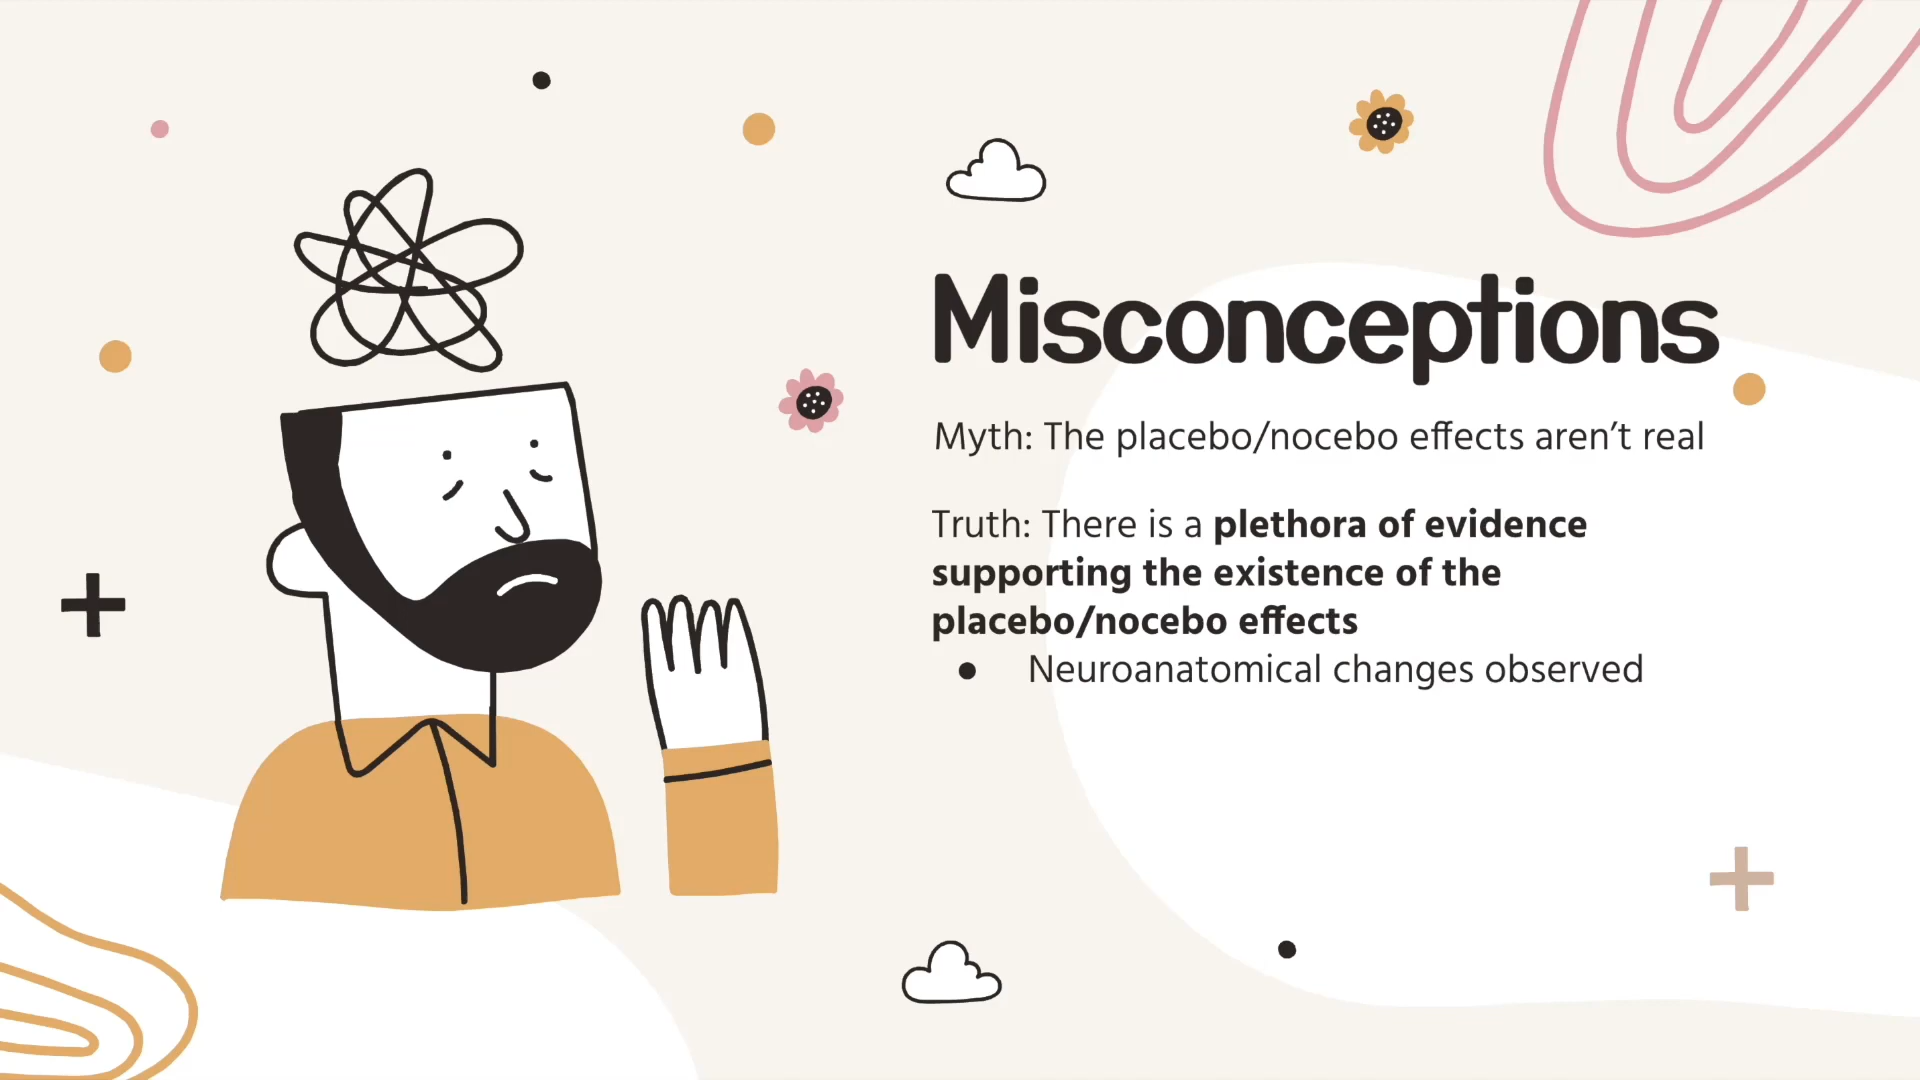 Misconceptions
Myth: The placebo/nocebo effects aren’t real
Truth: There is a plethora of evidence
supporting the existence of the
placebo/nocebo effects
● Neuroanatomical changes observed